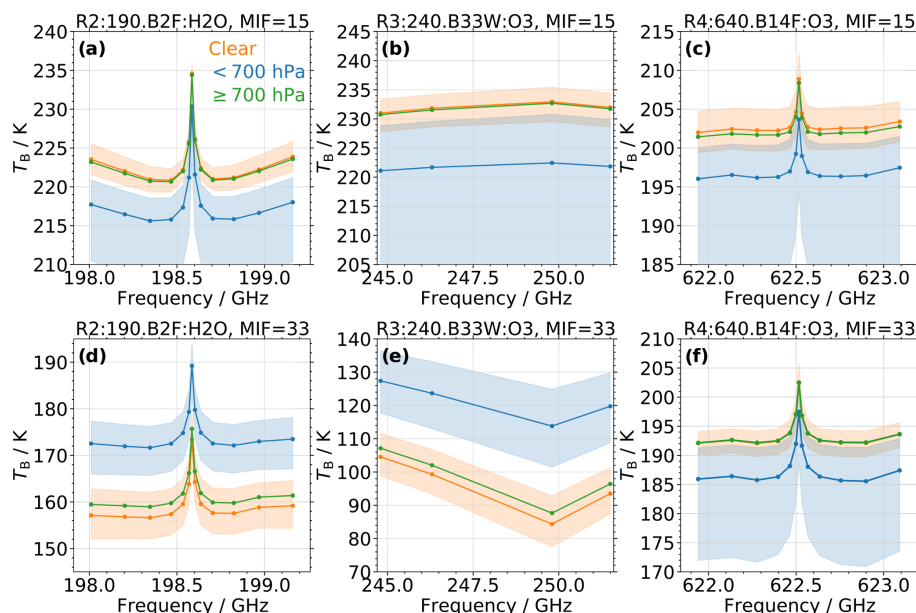 R2:190.B2F:H2O, MIF=15
R3:240.B33W:O3, MIF=15
R4:640.B14F:O3, MIF=15
(a)
Clear
< 700 hPa
≥ 700 hPa
(b)
(c)
240
235
230
225
220
215
210
T_B / K
198.0
198.6
199.2
Frequency / GHz
245
240
235
230
225
220
215
210
205
T_B / K
245.0
247.5
250.0
Frequency / GHz
215
210
205
200
195
190
185
T_B / K
622.0
622.5
623.0
Frequency / GHz
R2:190.B2F:H2O, MIF=33
R3:240.B33W:O3, MIF=33
R4:640.B14F:O3, MIF=33
(d)
(e)
(f)
190
180
170
160
150
T_B / K
198.0
198.6
199.2
Frequency / GHz
140
130
120
110
100
90
80
70
T_B / K
245.0
247.5
250.0
Frequency / GHz
210
205
200
195
190
185
180
175
170
T_B / K
622.0
622.5
623.0
Frequency / GHz